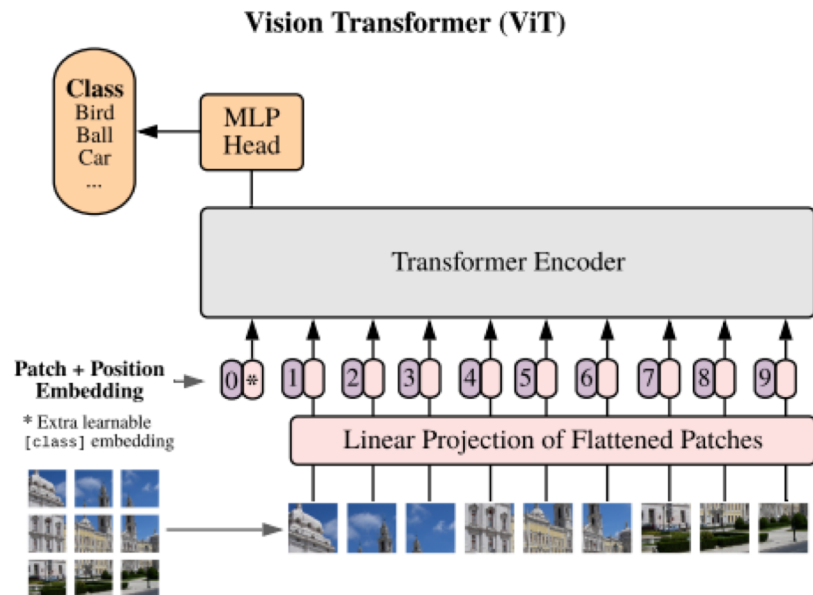 Vision Transformer (ViT)
Class
Bird
Ball
Car
...
MLP
Head
Transformer Encoder
Patch + Position
Embedding
0 * 1 2 3 4 5 6 7 8 9
* Extra learnable
[class] embedding
Linear Projection of Flattened Patches